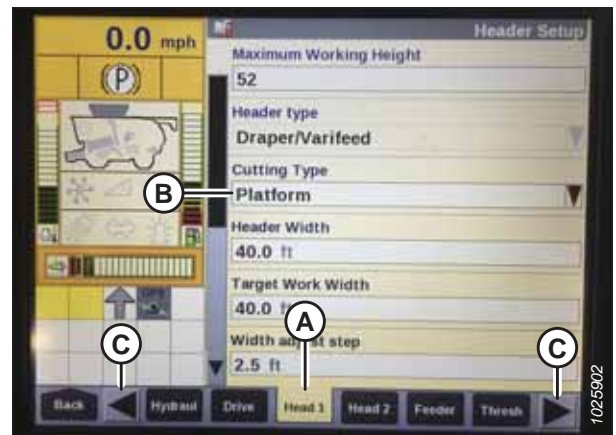 0.0 mph
Header Setup
(P)
Maximum Working Height
52
Header type
Draper/Varifeed
Cutting Type
B
Platform
Header Width
40.0 ft
Target Work Width
40.0 ft
A
C
C
Width adjust step
2.5 ft
Back
Hydraul
Drive
Head 1
Head 2
Feeder
Thresh
1025902